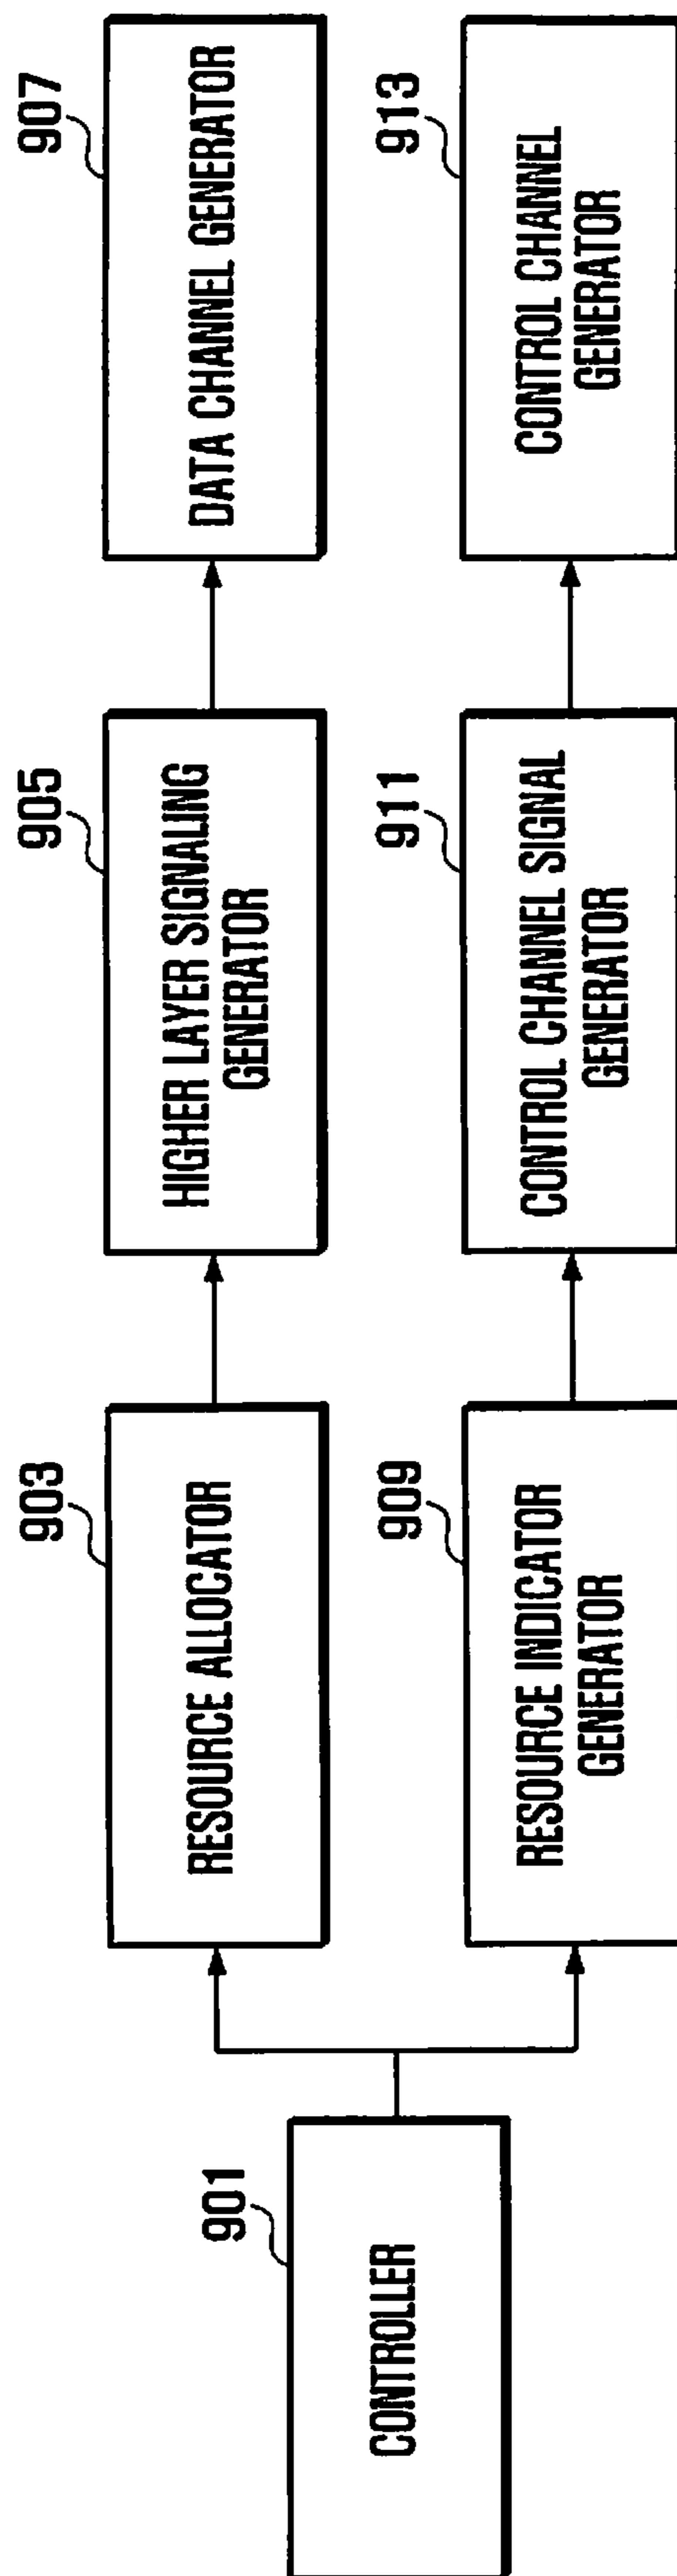 901
CONTROLLER
903
RESOURCE ALLOCATOR
905
HIGHER LAYER SIGNALING
GENERATOR
907
DATA CHANNEL GENERATOR
909
RESOURCE INDICATOR
GENERATOR
911
CONTROL CHANNEL SIGNAL
GENERATOR
913
CONTROL CHANNEL
GENERATOR